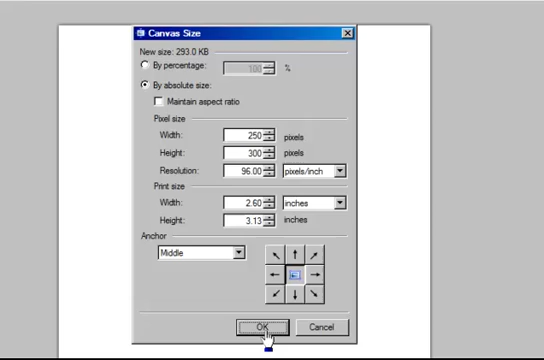 Canvas Size
New size: 293.0 KB
By percentage: 100 %
By absolute size:
Maintain aspect ratio
Pixel size
Width: 250 pixels
Height: 300 pixels
Resolution: 96.00 pixels/inch
Print size
Width: 2.60 inches
Height: 3.13 inches
Anchor
Middle
OK Cancel